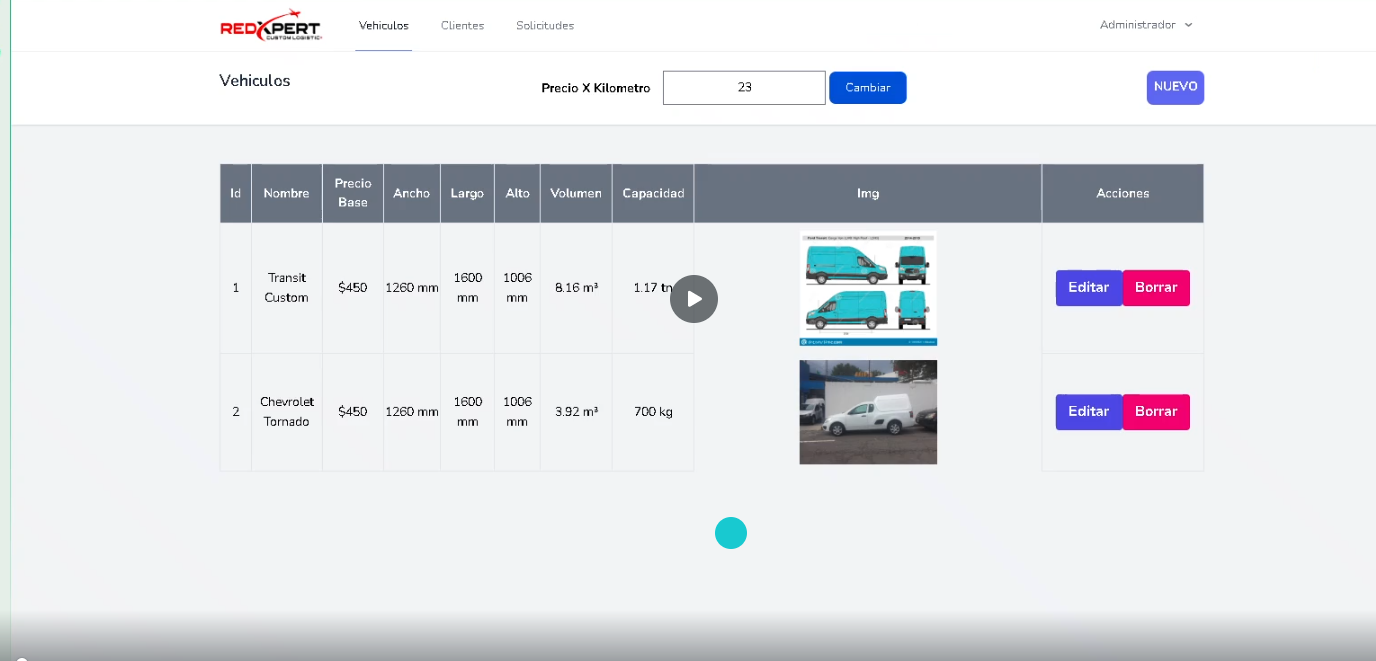 REDXPERT
CUSTOM LOGISTIC
Vehiculos
Clientes
Solicitudes
Administrador
Vehiculos
Precio X Kilometro
23
Cambiar
NUEVO
Id
Nombre
Precio
Base
Ancho
Largo
Alto
Volumen
Capacidad
Img
Acciones
1
Transit
Custom
$450
1260 mm
1600
mm
1006
mm
8.16 m³
1.17 tn
Editar
Borrar
2
Chevrolet
Tornado
$450
1260 mm
1600
mm
1006
mm
3.92 m³
700 kg
Editar
Borrar